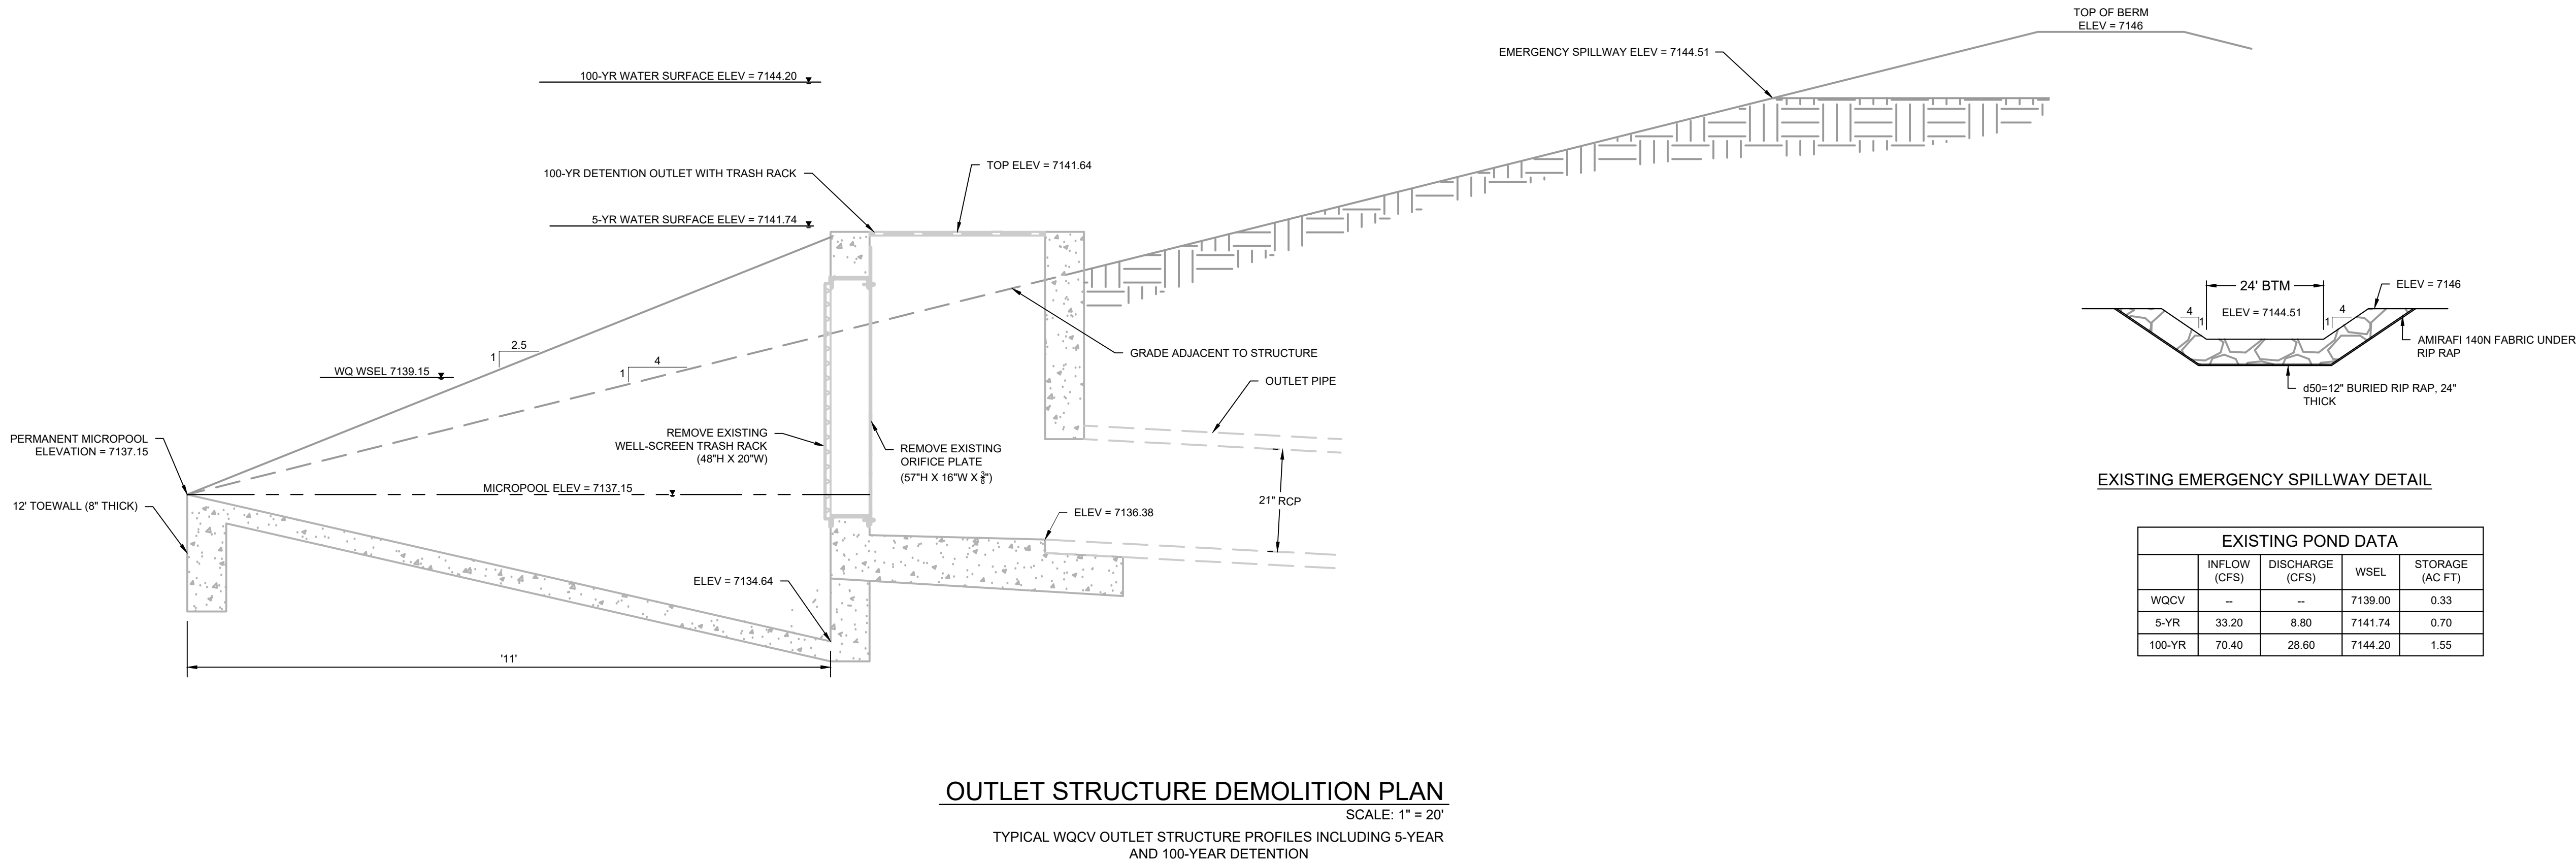 TOP OF BERM
ELEV = 7146
EMERGENCY SPILLWAY ELEV = 7144.51
100-YR WATER SURFACE ELEV = 7144.20
100-YR DETENTION OUTLET WITH TRASH RACK
TOP ELEV = 7141.64
5-YR WATER SURFACE ELEV = 7141.74
2.5
1
4
1
WQ WSEL 7139.15
GRADE ADJACENT TO STRUCTURE
OUTLET PIPE
PERMANENT MICROPOOL
ELEVATION = 7137.15
REMOVE EXISTING
WELL-SCREEN TRASH RACK
(48"H X 20"W)
REMOVE EXISTING
ORIFICE PLATE
(57"H X 16"W X 3/8")
MICROPOOL ELEV = 7137.15
12' TOEWALL (8" THICK)
21" RCP
ELEV = 7136.38
ELEV = 7134.64
'11'
24' BTM
ELEV = 7146
4
1
ELEV = 7144.51
4
1
AMIRAFI 140N FABRIC UNDER
RIP RAP
d50=12" BURIED RIP RAP, 24"
THICK
EXISTING EMERGENCY SPILLWAY DETAIL
EXISTING POND DATA
INFLOW
(CFS)
DISCHARGE
(CFS)
WSEL
STORAGE
(AC FT)
WQCV -- -- 7139.00 0.33
5-YR 33.20 8.80 7141.74 0.70
100-YR 70.40 28.60 7144.20 1.55
OUTLET STRUCTURE DEMOLITION PLAN
SCALE: 1" = 20'
TYPICAL WQCV OUTLET STRUCTURE PROFILES INCLUDING 5-YEAR
AND 100-YEAR DETENTION